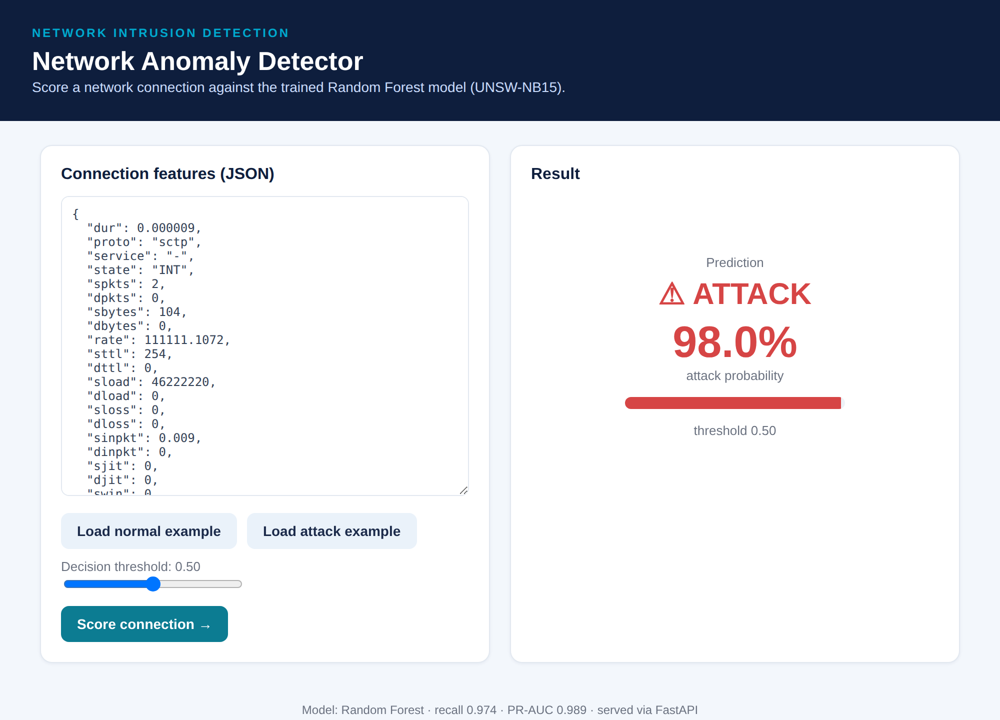 NETWORK INTRUSION DETECTION
Network Anomaly Detector
Score a network connection against the trained Random Forest model (UNSW-NB15).
Connection features (JSON)
{
  "dur": 0.000009,
  "proto": "sctp",
  "service": "-",
  "state": "INT",
  "spkts": 2,
  "dpkts": 0,
  "sbytes": 104,
  "dbytes": 0,
  "rate": 111111.1072,
  "sttl": 254,
  "dttl": 0,
  "sload": 46222220,
  "dload": 0,
  "sloss": 0,
  "dloss": 0,
  "sinpkt": 0.009,
  "dinpkt": 0,
  "sjit": 0,
  "djit": 0,
  "swin": 0
Load normal example
Load attack example
Decision threshold: 0.50
Score connection →
Result
Prediction
⚠ ATTACK
98.0%
attack probability
threshold 0.50
Model: Random Forest · recall 0.974 · PR-AUC 0.989 · served via FastAPI